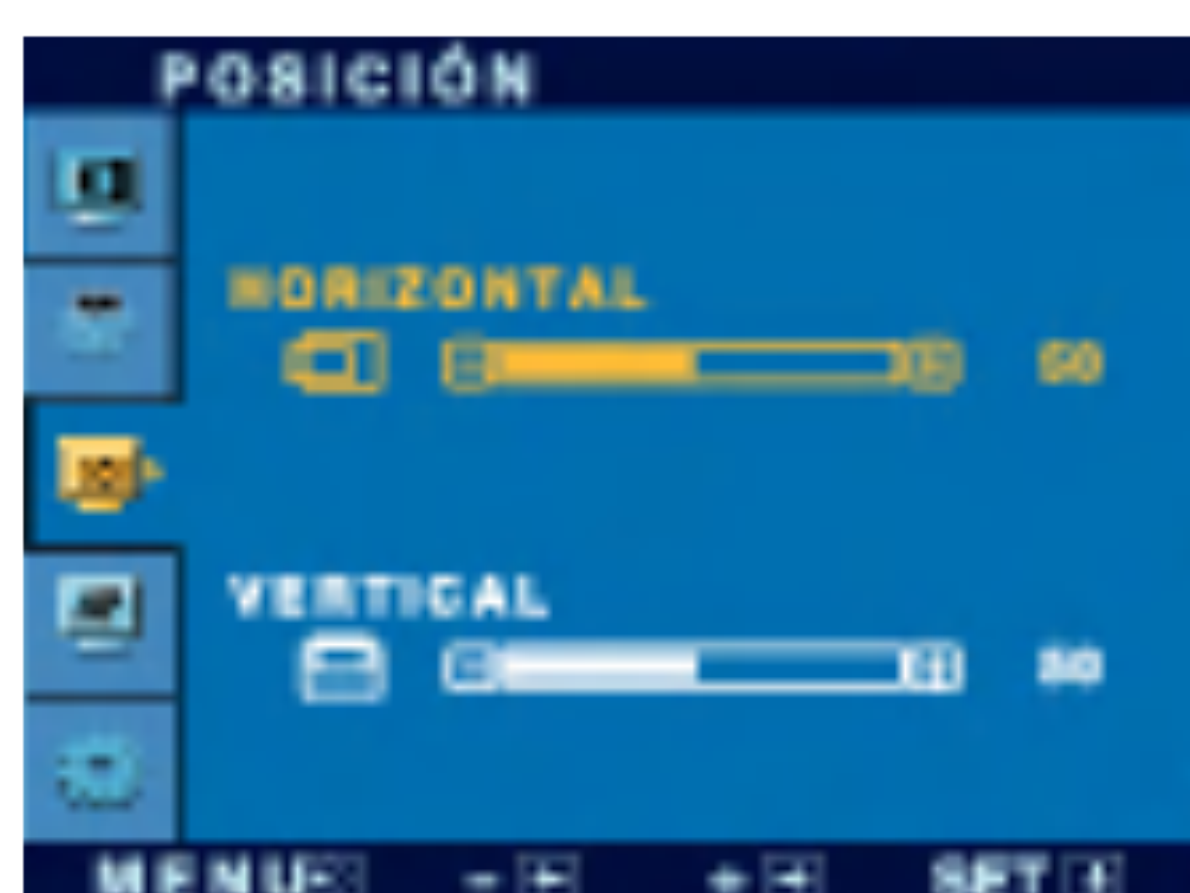 POSICIÓN
HORIZONTAL
50
VERTICAL
50
MENU - + SET